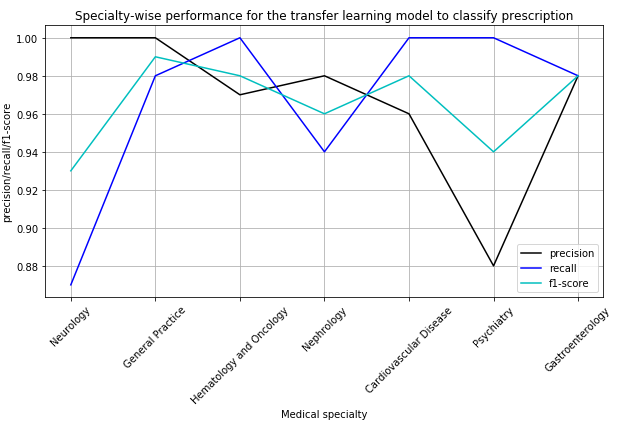 Specialty-wise performance for the transfer learning model to classify prescription
precision/recall/f1-score
1.00
0.98
0.96
0.94
0.92
0.90
0.88
precision
recall
f1-score
Neurology
General Practice
Hematology and Oncology
Nephrology
Cardiovascular Disease
Psychiatry
Gastroenterology
Medical specialty